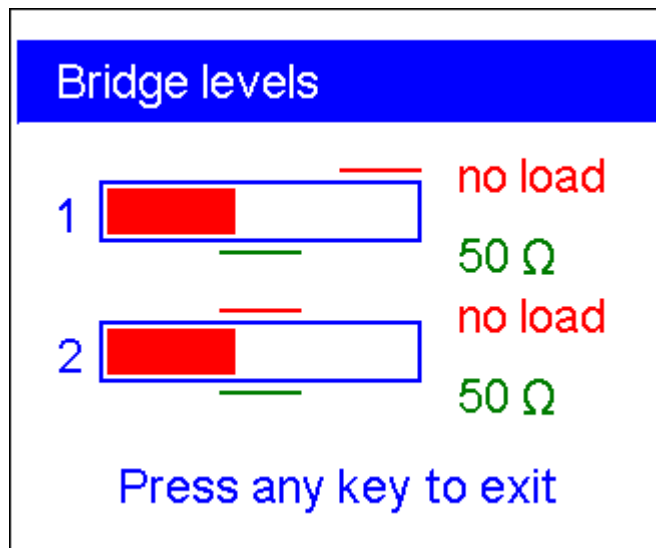 Bridge levels
no load
1
50 Ω
no load
2
50 Ω
Press any key to exit